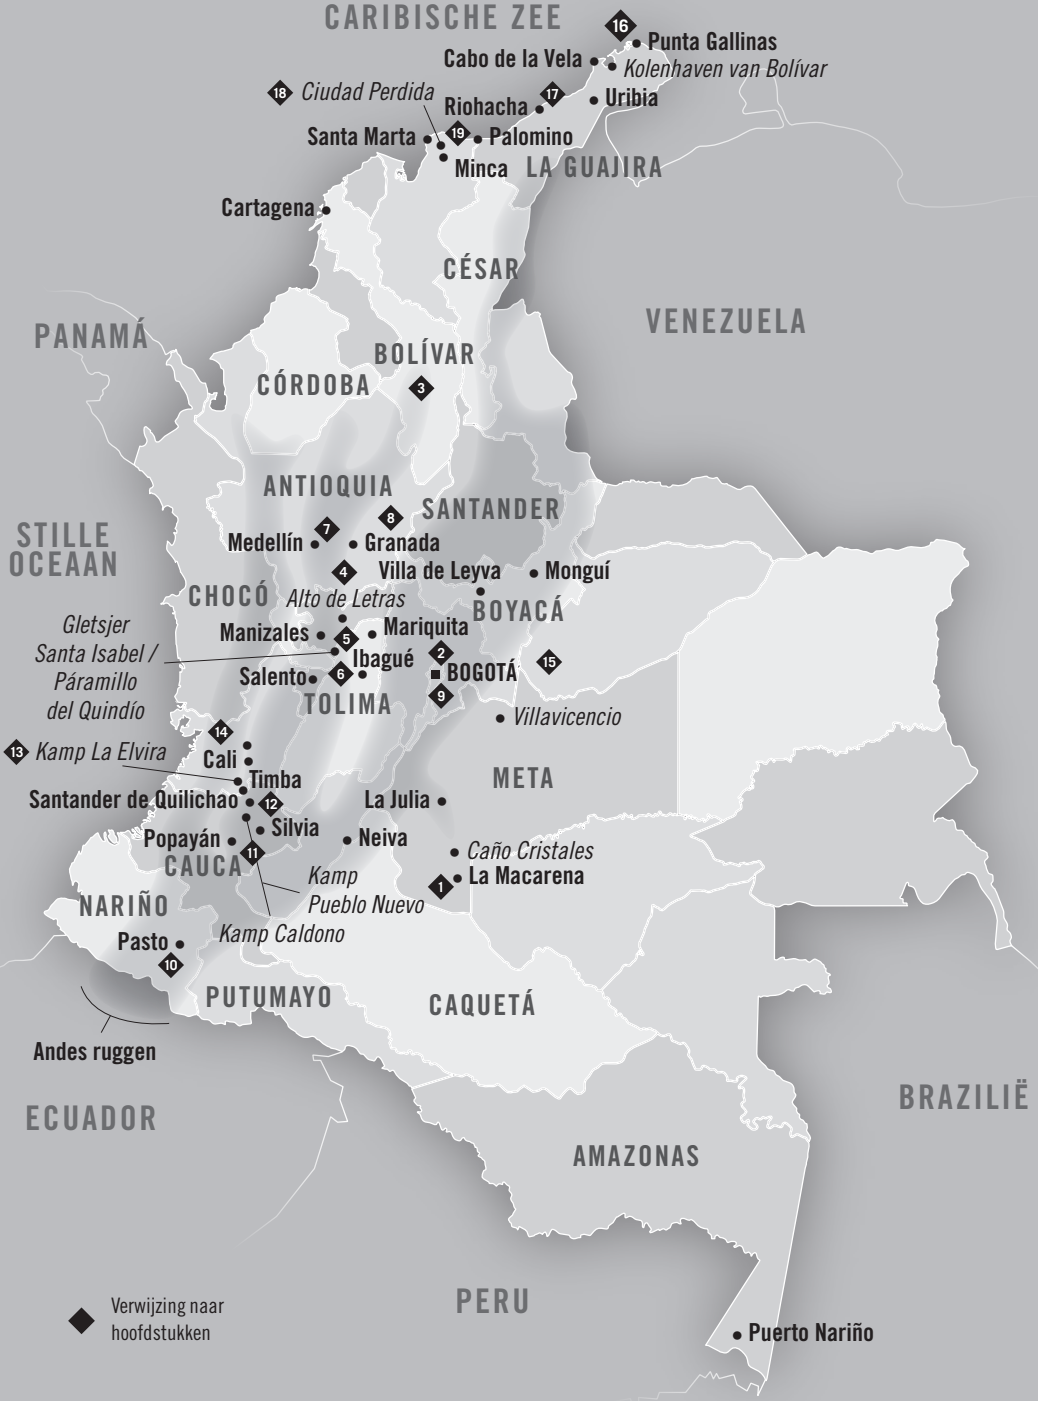 CARIBISCHE ZEE
16
Punta Gallinas
Cabo de la Vela
Kolenhaven van Bolívar
18 Ciudad Perdida
17
Riohacha
Uribia
Santa Marta
19
Palomino
Minca
LA GUAJIRA
Cartagena
CÉSAR
VENEZUELA
PANAMÁ
BOLÍVAR
CÓRDOBA
3
ANTIOQUIA
SANTANDER
8
7
STILLE
OCEAAN
Medellín
Granada
4
Villa de Leyva
Monguí
CHOCÓ
Alto de Letras
BOYACÁ
Gletsjer
Santa Isabel /
Páramillo
del Quindío
Manizales
5
Mariquita
2
Ibagué
15
Salento
6
BOGOTÁ
TOLIMA
9
Villavicencio
14
13 Kamp La Elvira
Cali
Timba
META
Santander de Quilichao
12
La Julia
Silvia
Popayán
Neiva
11
CAUCA
Caño Cristales
Kamp
Pueblo Nuevo
1
La Macarena
NARIÑO
Kamp Caldono
Pasto
10
PUTUMAYO
CAQUETÁ
Andes ruggen
ECUADOR
BRAZILIË
AMAZONAS
PERU
Verwijzing naar
hoofdstukken
Puerto Nariño